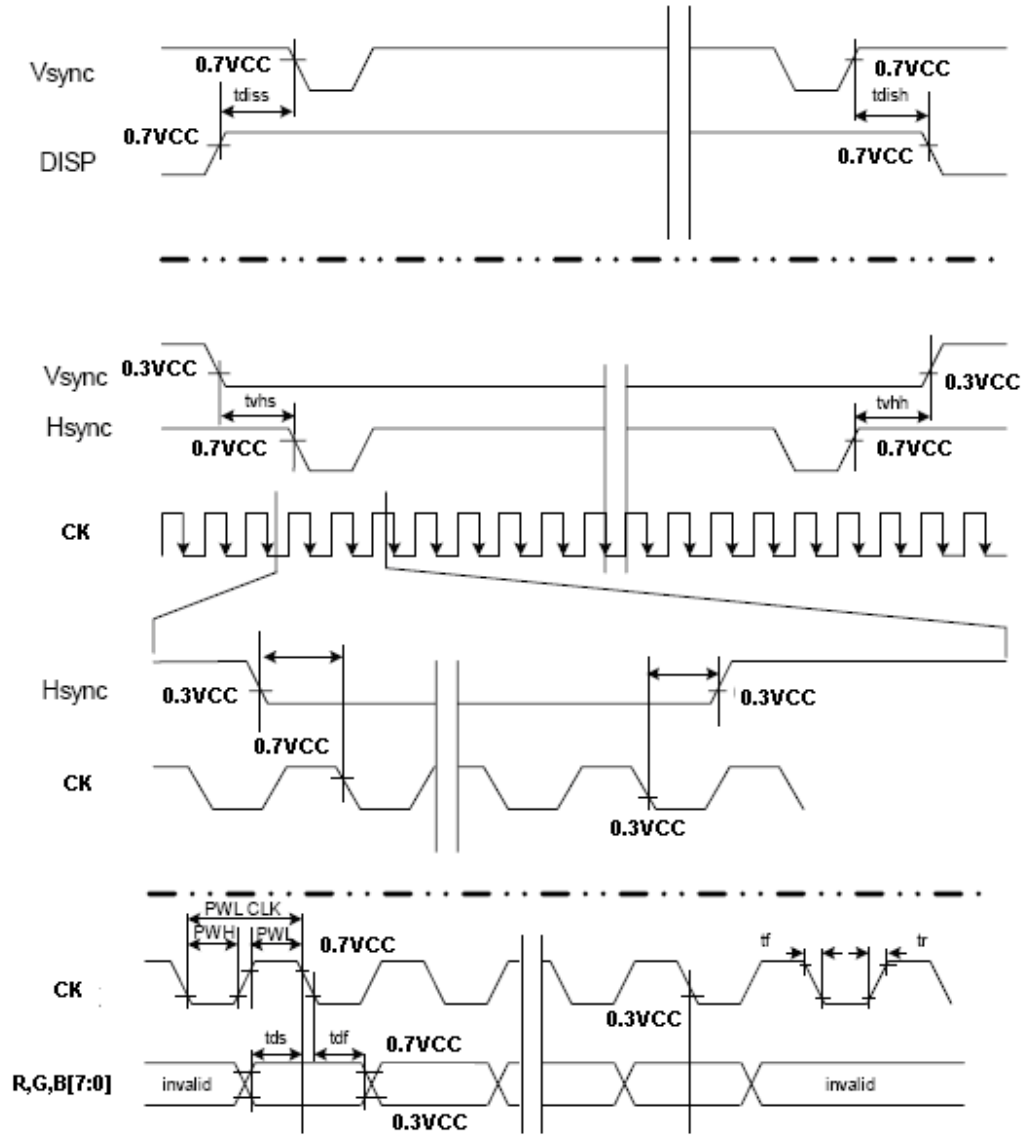 Vsync
0.7VCC
0.7VCC
tdiss
tdish
0.7VCC
DISP
0.7VCC
0.3VCC
Vsync
0.3VCC
tvhs
tvhh
Hsync
0.7VCC
0.7VCC
CK
Hsync
0.3VCC
0.3VCC
0.7VCC
CK
0.3VCC
PWL CLK
PWH
PWL
0.7VCC
tf
tr
CK
0.3VCC
tds
tdf
0.7VCC
R,G,B[7:0]
invalid
invalid
0.3VCC